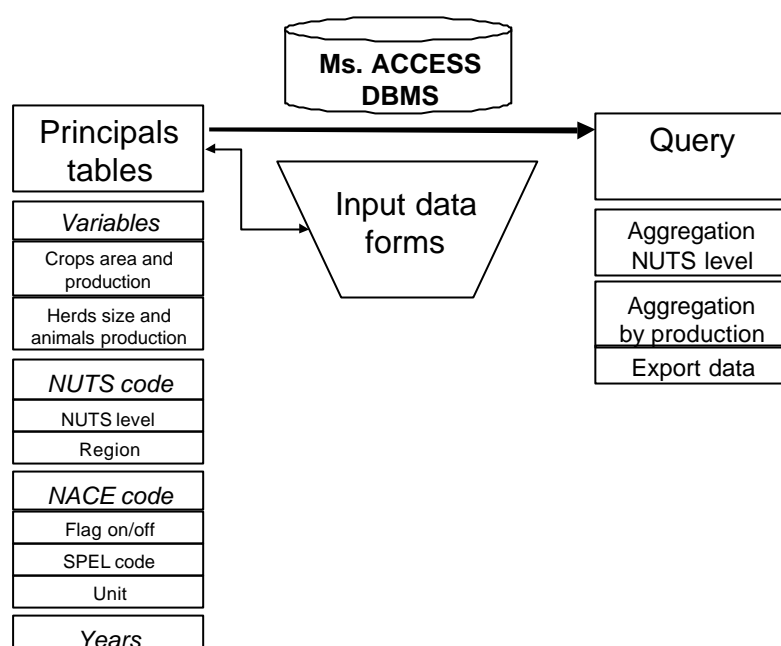 Ms. ACCESS
DBMS
Principals
tables
Variables
Crops area and
production
Herds size and
animals production
NUTS code
NUTS level
Region
NACE code
Flag on/off
SPEL code
Unit
Years
Input data
forms
Query
Aggregation
NUTS level
Aggregation
by production
Export data